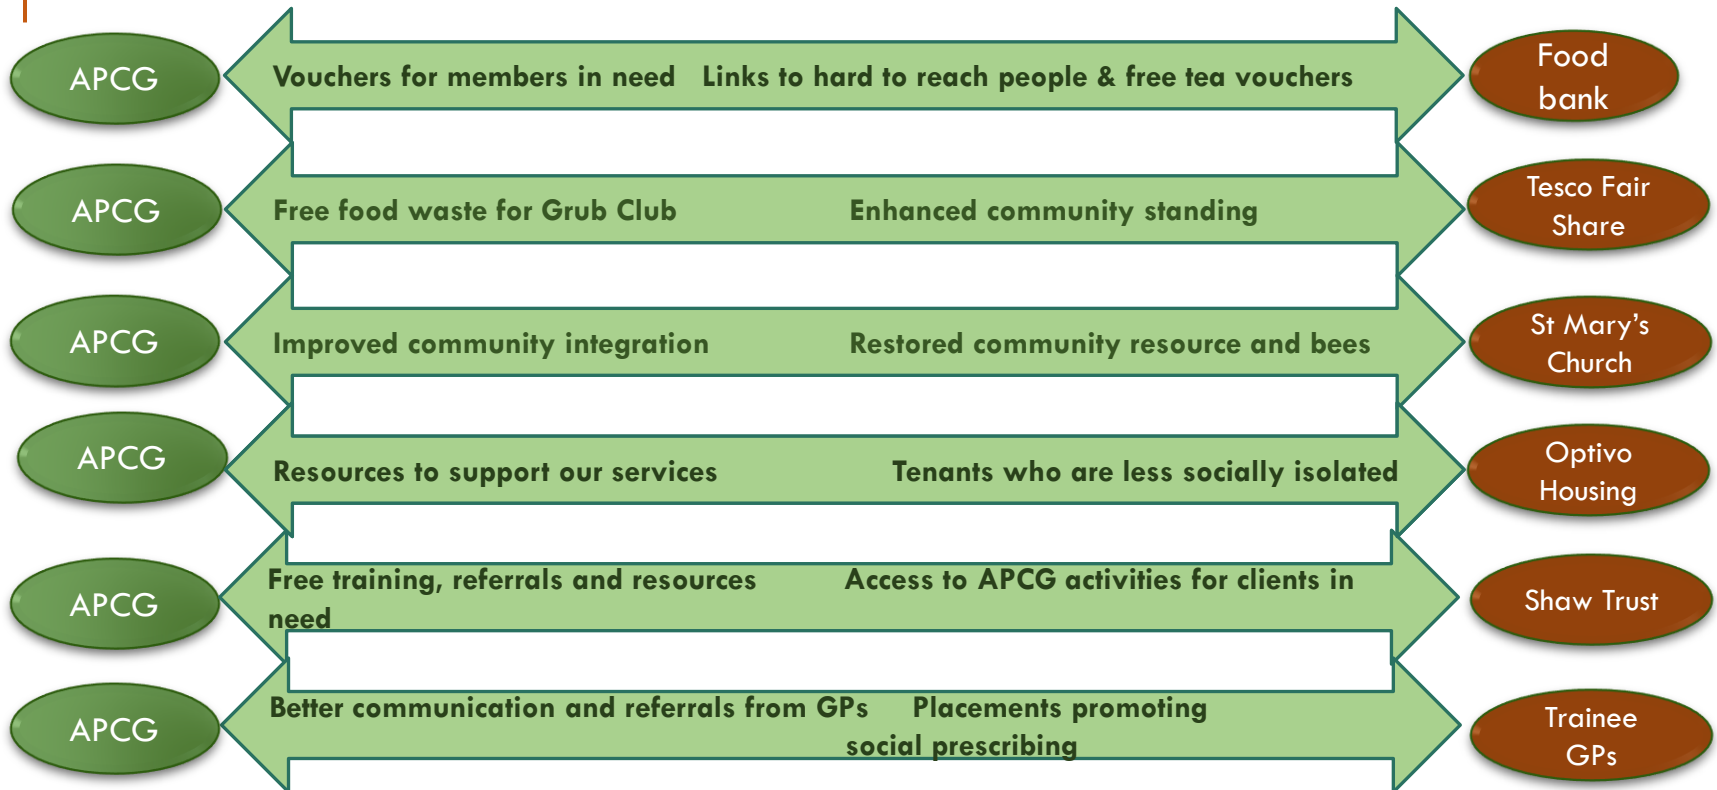 APCG
Vouchers for members in need   Links to hard to reach people & free tea vouchers
Food
bank
APCG
Free food waste for Grub Club   Enhanced community standing
Tesco Fair
Share
APCG
Improved community integration   Restored community resource and bees
St Mary’s
Church
APCG
Resources to support our services   Tenants who are less socially isolated
Optivo
Housing
APCG
Free training, referrals and resources   Access to APCG activities for clients in
need
Shaw Trust
APCG
Better communication and referrals from GPs   Placements promoting
social prescribing
Trainee
GPs